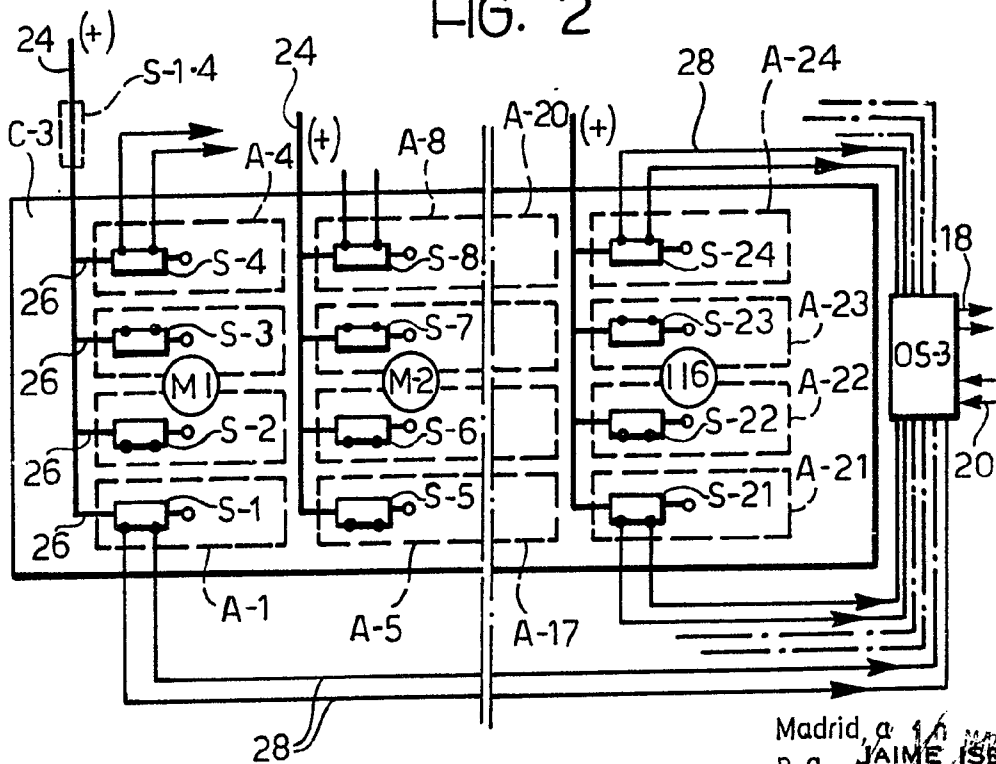 FIG. 2
24 (+)
S-1·4
C-3
24
(+)
A-4
A-8
A-20
(+)
28
A-24
S-4
S-8
S-24
26
S-3
S-7
S-23
A-23
18
26
M1
M-2
116
OS-3
A-22
S-2
S-6
S-22
26
20
A-21
S-1
S-5
S-21
26
A-1
A-5
A-17
28
Madrid, a
JAIME